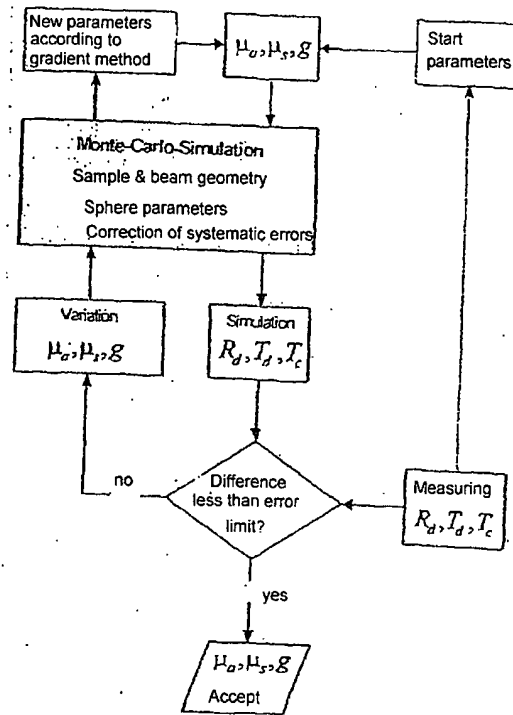 New parameters
according to
gradient method
μa, μs, g
Start
parameters
Monte-Carlo-Simulation
Sample & beam geometry
Sphere parameters
Correction of systematic errors
Variation
μa, μs, g
Simulation
Rd, Td, Tc
no
Difference
less than error
limit?
Measuring
Rd, Td, Tc
yes
μa, μs, g
Accept